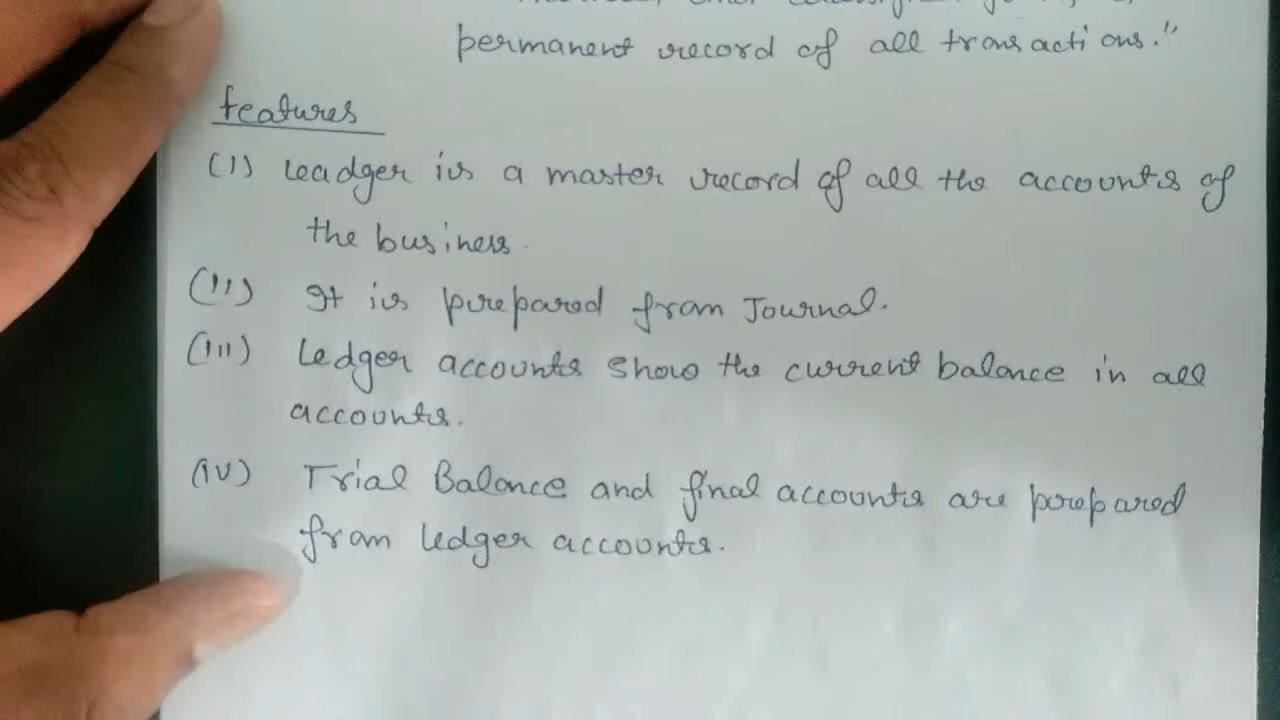 permanent record of all transactions."
features
(I) Leadger is a master record of all the accounts of
the business.
(II) It is prepared from Journal.
(III) Ledger accounts show the current balance in all
accounts.
(IV) Trial Balance and final accounts are prepared
from ledger accounts.